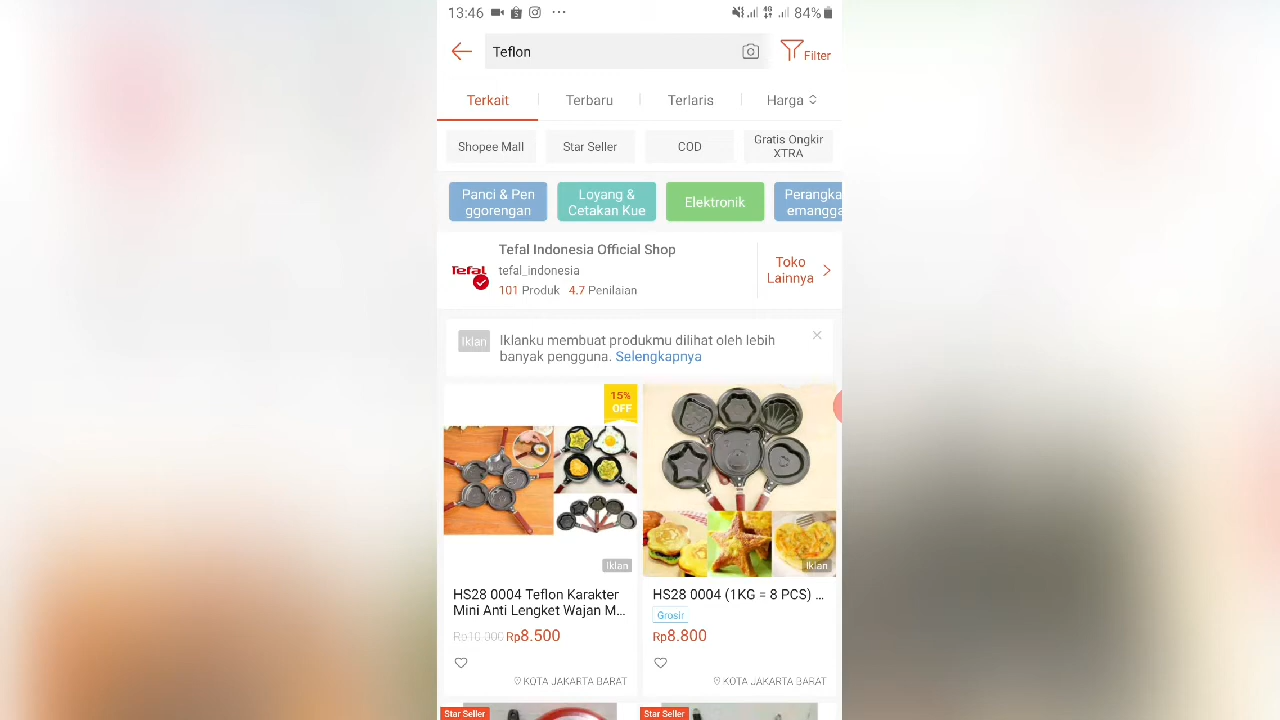 13:46
84%
Teflon
Filter
Terkait
Terbaru
Terlaris
Harga
Shopee Mall
Star Seller
COD
Gratis Ongkir
XTRA
Panci & Pen
ggorengan
Loyang &
Cetakan Kue
Elektronik
Perangka
emangga
Tefal
Tefal Indonesia Official Shop
tefal_indonesia
101 Produk 4.7 Penilaian
Toko
Lainnya
Iklan
Iklanku membuat produkmu dilihat oleh lebih
banyak pengguna. Selengkapnya
15%
OFF
Iklan
HS28 0004 Teflon Karakter
Mini Anti Lengket Wajan M...
Rp10.000 Rp8.500
KOTA JAKARTA BARAT
Iklan
HS28 0004 (1KG = 8 PCS) ...
Grosir
Rp8.800
KOTA JAKARTA BARAT
Star Seller
Star Seller